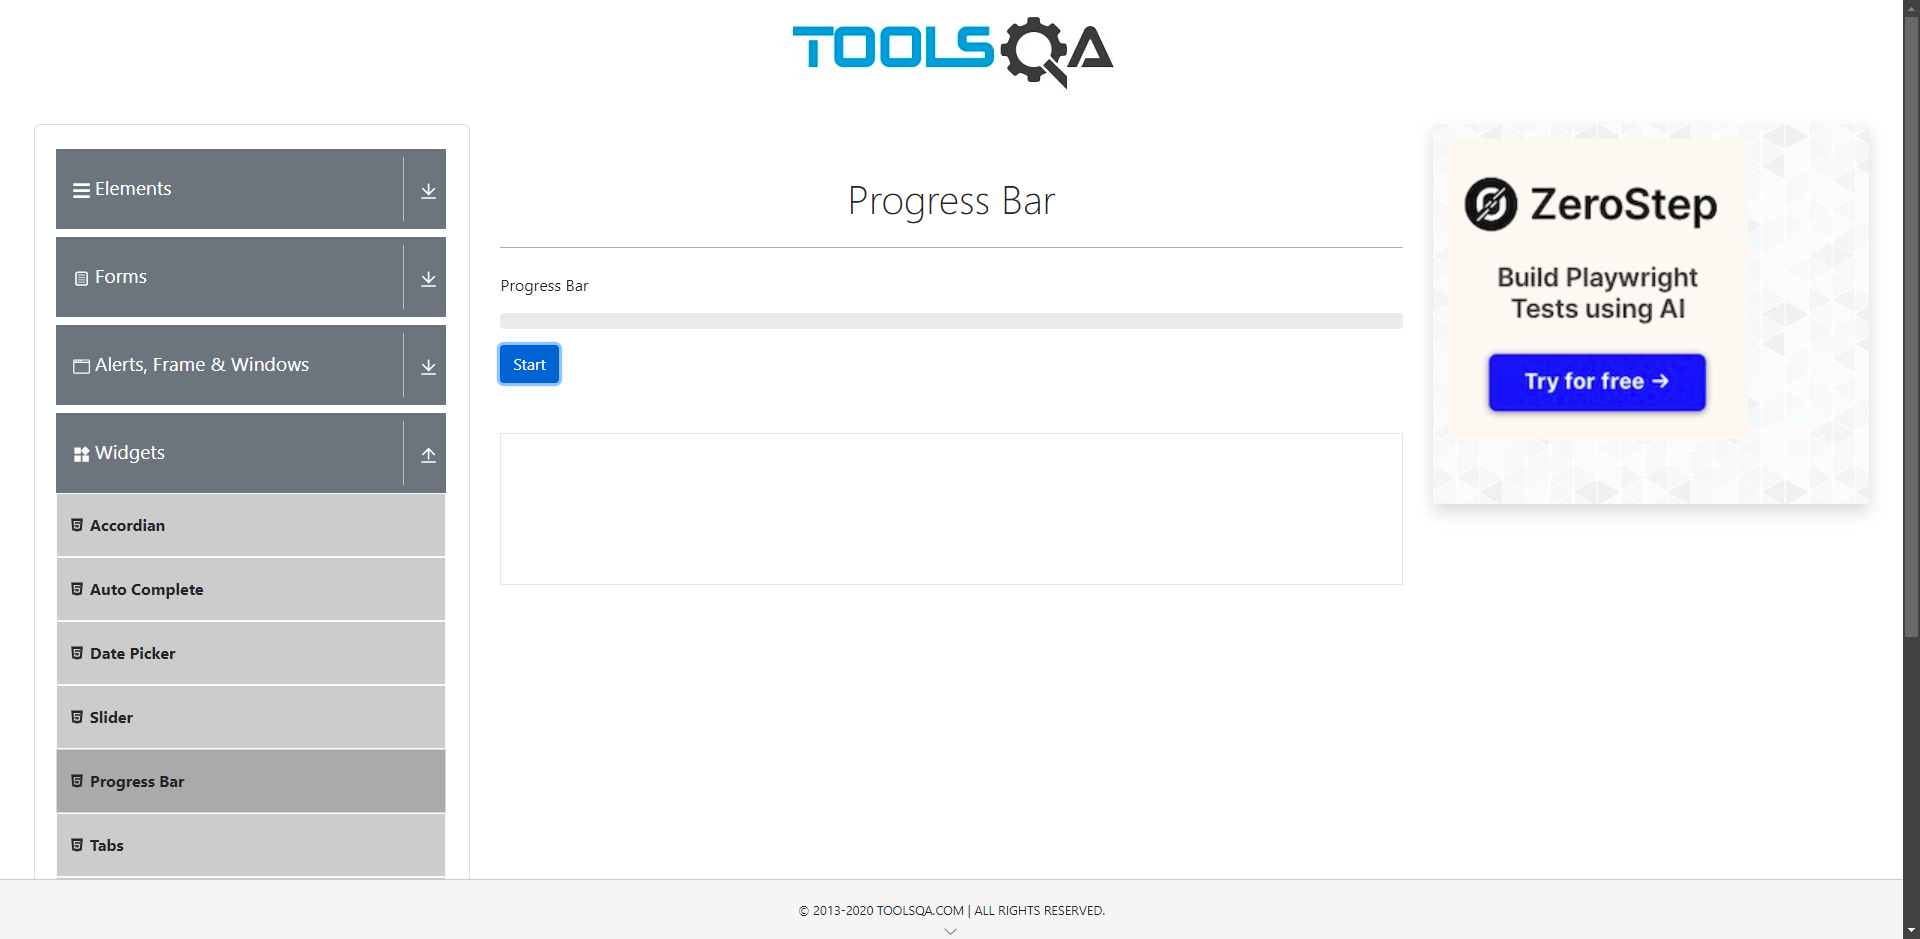 TOOLSQA
Elements
Forms
Alerts, Frame & Windows
Widgets
Accordian
Auto Complete
Date Picker
Slider
Progress Bar
Tabs
Progress Bar
Progress Bar
Start
ZeroStep
Build Playwright
Tests using AI
Try for free →
© 2013-2020 TOOLSQA.COM | ALL RIGHTS RESERVED.